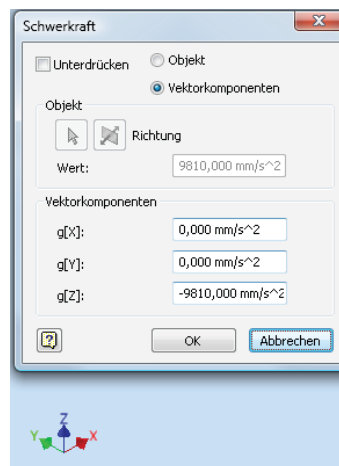 Schwerkraft
Unterdrücken
Objekt
Vektorkomponenten
Objekt
Richtung
Wert: 9810,000 mm/s^2
Vektorkomponenten
g[X]: 0,000 mm/s^2
g[Y]: 0,000 mm/s^2
g[Z]: -9810,000 mm/s^2
OK Abbrechen
Z
Y X